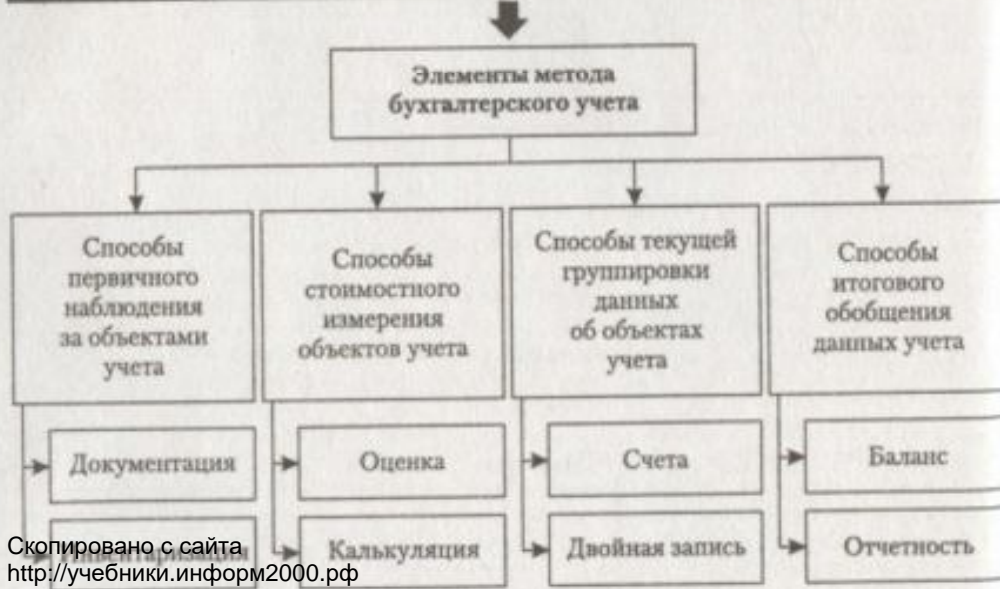 Элементы метода
бухгалтерского учета
Способы
первичного
наблюдения
за объектами
учета
Способы
стоимостного
измерения
объектов учета
Способы текущей
группировки
данных
об объектах
учета
Способы
итогового
обобщения
данных учета
Документация
Оценка
Счета
Баланс
Инвентаризация
Калькуляция
Двойная запись
Отчетность
Скопировано с сайта
http://учебники.информ2000.рф